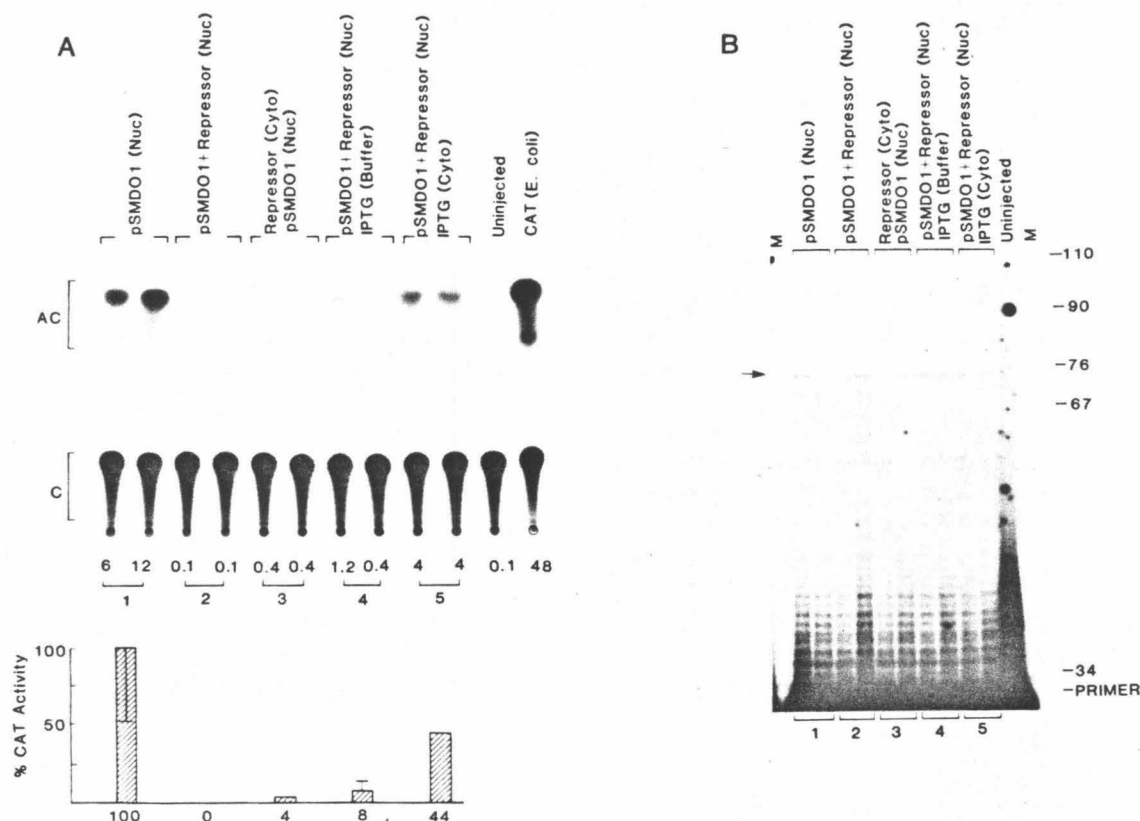 A
pSMDO1 (Nuc)
pSMDO1+Repressor (Nuc)
Repressor (Cyto)
pSMDO1 (Nuc)
pSMDO1+Repressor (Nuc)
IPTG (Buffer)
pSMDO1+Repressor (Nuc)
IPTG (Cyto)
Uninjected
CAT (E. coli)
AC
C
6 12 0.1 0.1 0.4 0.4 1.2 0.4 4 4 0.1 48
1 2 3 4 5
% CAT Activity
100
50
100 0 4 8 44
B
M
pSMDO1 (Nuc)
pSMDO1+Repressor (Nuc)
Repressor (Cyto)
pSMDO1 (Nuc)
pSMDO1+Repressor (Nuc)
IPTG (Buffer)
pSMDO1+Repressor (Nuc)
IPTG (Cyto)
Uninjected
M
-110
-90
-76
-67
-34
-PRIMER
1 2 3 4 5